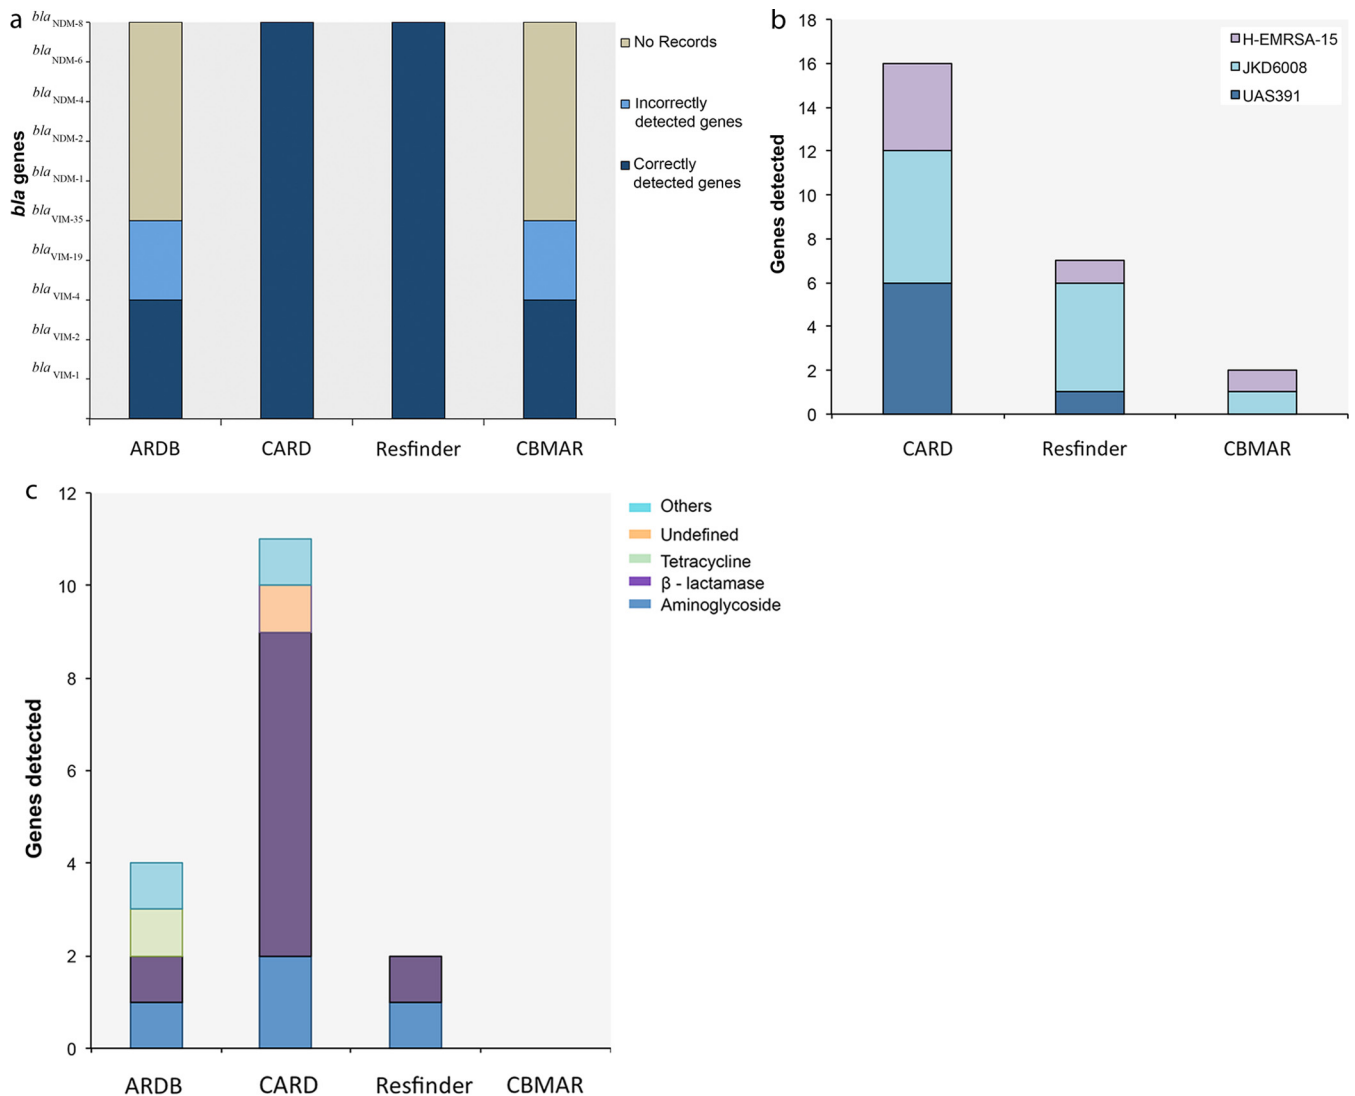 a
bla genes
bla NDM-8
bla NDM-6
bla NDM-4
bla NDM-2
bla NDM-1
bla VIM-35
bla VIM-19
bla VIM-4
bla VIM-2
bla VIM-1
ARDB CARD Resfinder CBMAR
No Records
Incorrectly
detected genes
Correctly
detected genes
b
Genes detected
18
16
14
12
10
8
6
4
2
0
CARD Resfinder CBMAR
H-EMRSA-15
JKD6008
UAS391
c
Genes detected
12
10
8
6
4
2
0
ARDB CARD Resfinder CBMAR
Others
Undefined
Tetracycline
β - lactamase
Aminoglycoside